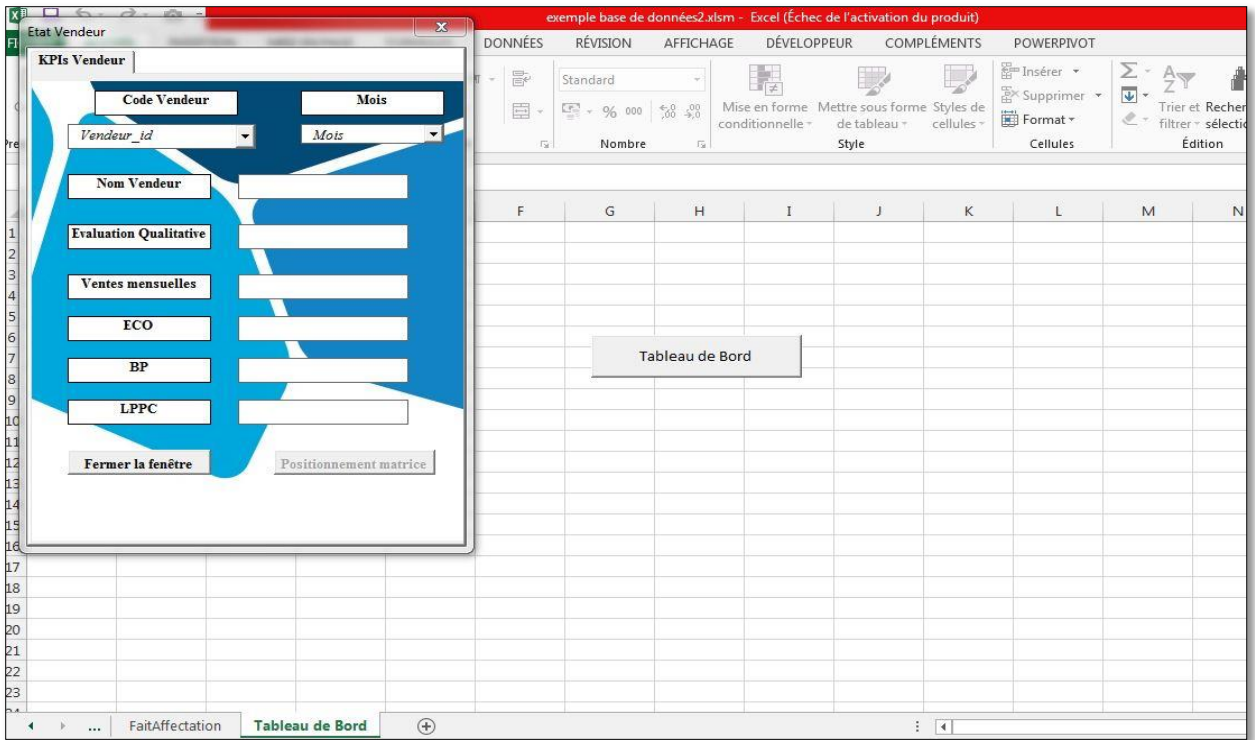 exemple base de données2.xlsm - Excel (Échec de l'activation du produit)
Etat Vendeur
x
FI
DONNÉES RÉVISION AFFICHAGE DÉVELOPPEUR COMPLÉMENTS POWERPIVOT
KPIs Vendeur
Standard
% 000
Mise en forme conditionnelle
Mettre sous forme de tableau
Styles de cellules
Insérer
Supprimer
Format
Trier et filtrer
Recher
sélectio
Nombre
Style
Cellules
Édition
Pre
Code Vendeur
Mois
Vendeur_id
Mois
Nom Vendeur
Evaluation Qualitative
Ventes mensuelles
ECO
BP
LPPC
Fermer la fenêtre
Positionnement matrice
F G H I J K L M N
1
2
3
4
5
6
7
8
9
10
11
12
13
14
15
16
17
18
19
20
21
22
23
Tableau de Bord
... FaitAffectation Tableau de Bord